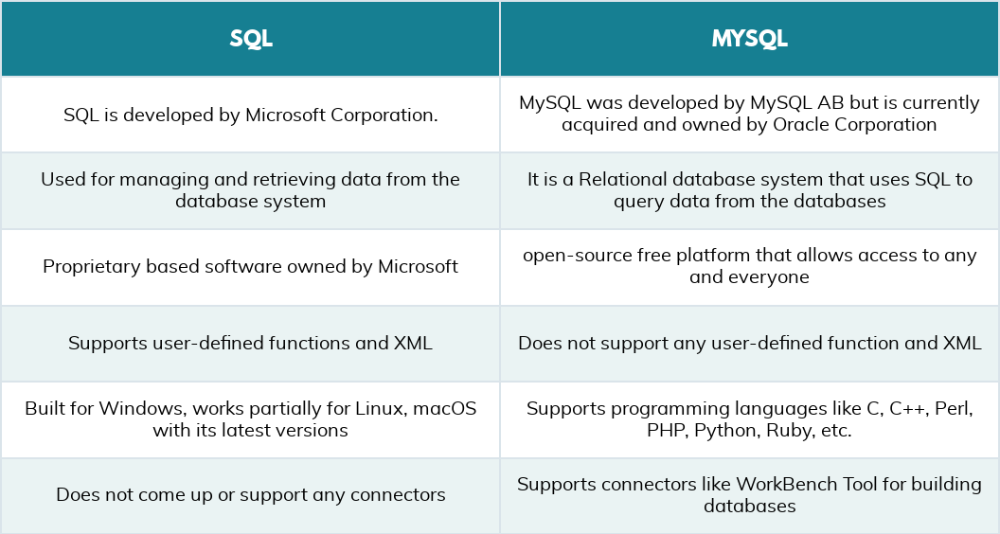 SQL
MYSQL
SQL is developed by Microsoft Corporation.
MySQL was developed by MySQL AB but is currently
acquired and owned by Oracle Corporation
Used for managing and retrieving data from the
database system
It is a Relational database system that uses SQL to
query data from the databases
Proprietary based software owned by Microsoft
open-source free platform that allows access to any
and everyone
Supports user-defined functions and XML
Does not support any user-defined function and XML
Built for Windows, works partially for Linux, macOS
with its latest versions
Supports programming languages like C, C++, Perl,
PHP, Python, Ruby, etc.
Does not come up or support any connectors
Supports connectors like WorkBench Tool for building
databases